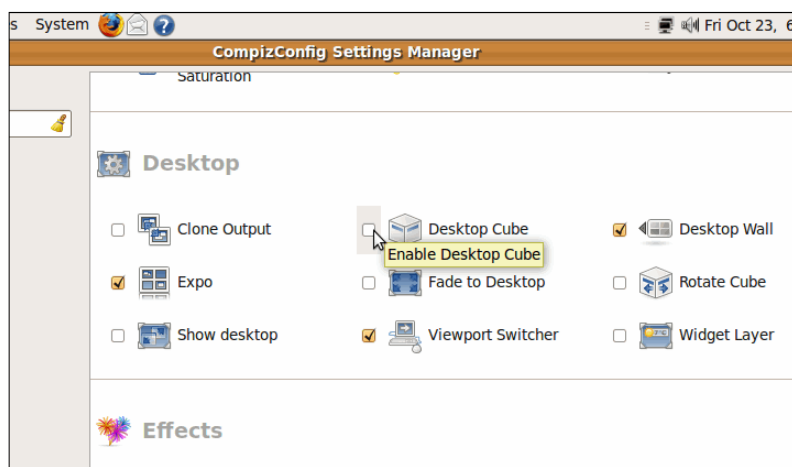 s System Fri Oct 23, 6
CompizConfig Settings Manager
Saturation
Desktop
Clone Output Desktop Cube Desktop Wall
Enable Desktop Cube
Expo Fade to Desktop Rotate Cube
Show desktop Viewport Switcher Widget Layer
Effects